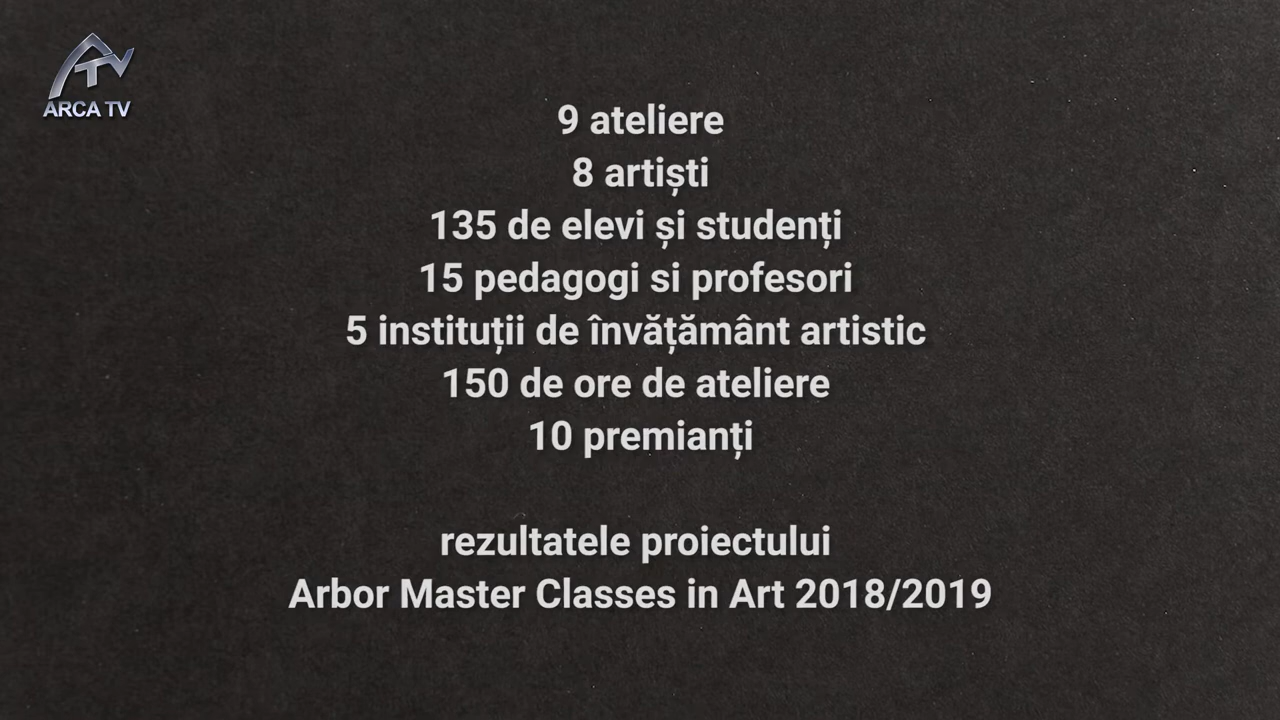 ARCA TV
9 ateliere
8 artiști
135 de elevi și studenți
15 pedagogi si profesori
5 instituții de învățământ artistic
150 de ore de ateliere
10 premianți
rezultatele proiectului
Arbor Master Classes in Art 2018/2019